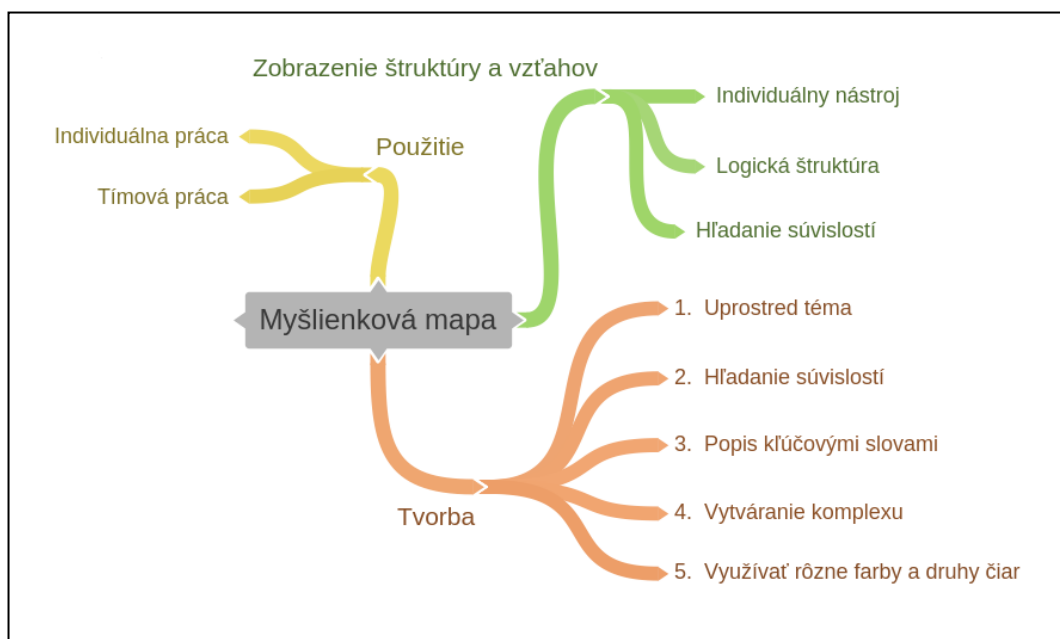 Zobrazenie štruktúry a vzťahov
Individuálny nástroj
Logická štruktúra
Hľadanie súvislostí
Použitie
Individuálna práca
Tímová práca
Myšlienková mapa
Tvorba
1. Uprostred téma
2. Hľadanie súvislostí
3. Popis kľúčovými slovami
4. Vytváranie komplexu
5. Využívať rôzne farby a druhy čiar